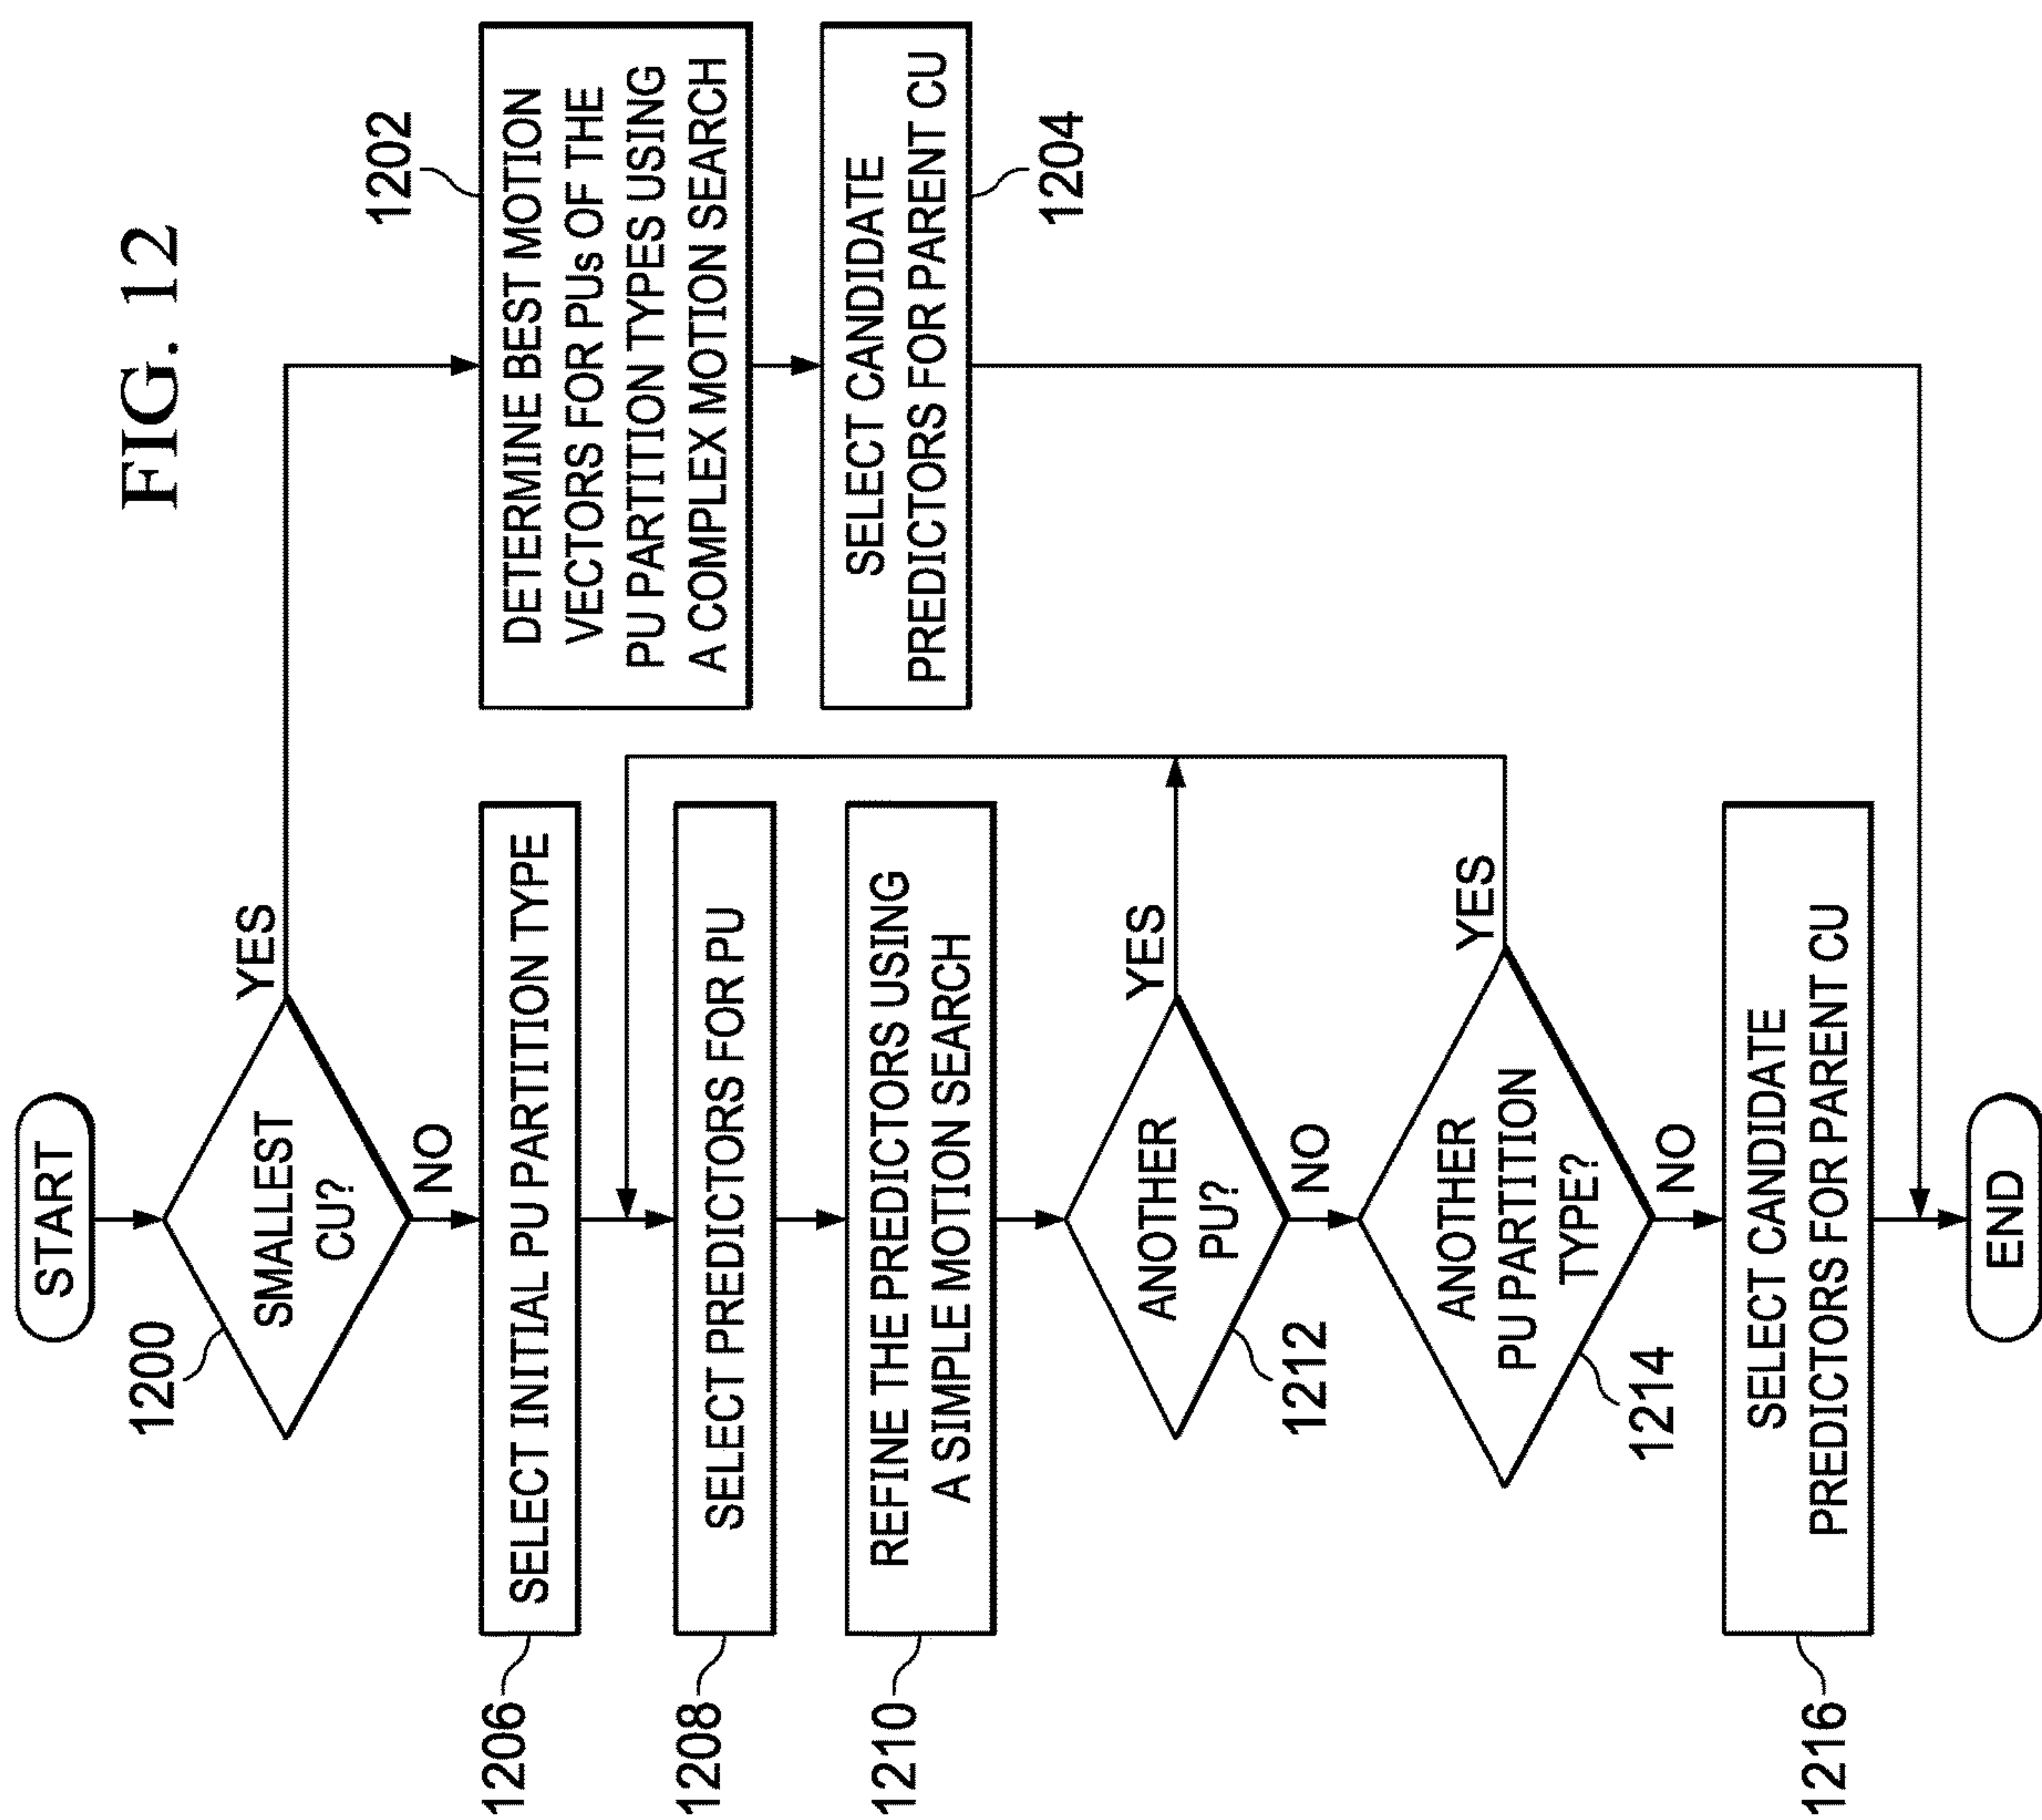 FIG. 12
START
1200
SMALLEST
CU?
YES
NO
1202
DETERMINE BEST MOTION
VECTORS FOR PUs OF THE
PU PARTITION TYPES USING
A COMPLEX MOTION SEARCH
SELECT CANDIDATE
PREDICTORS FOR PARENT CU
1204
1206
SELECT INITIAL PU PARTITION TYPE
1208
SELECT PREDICTORS FOR PU
1210
REFINE THE PREDICTORS USING
A SIMPLE MOTION SEARCH
ANOTHER
PU?
YES
1212
NO
ANOTHER
PU PARTITION
TYPE?
YES
1214
NO
1216
SELECT CANDIDATE
PREDICTORS FOR PARENT CU
END